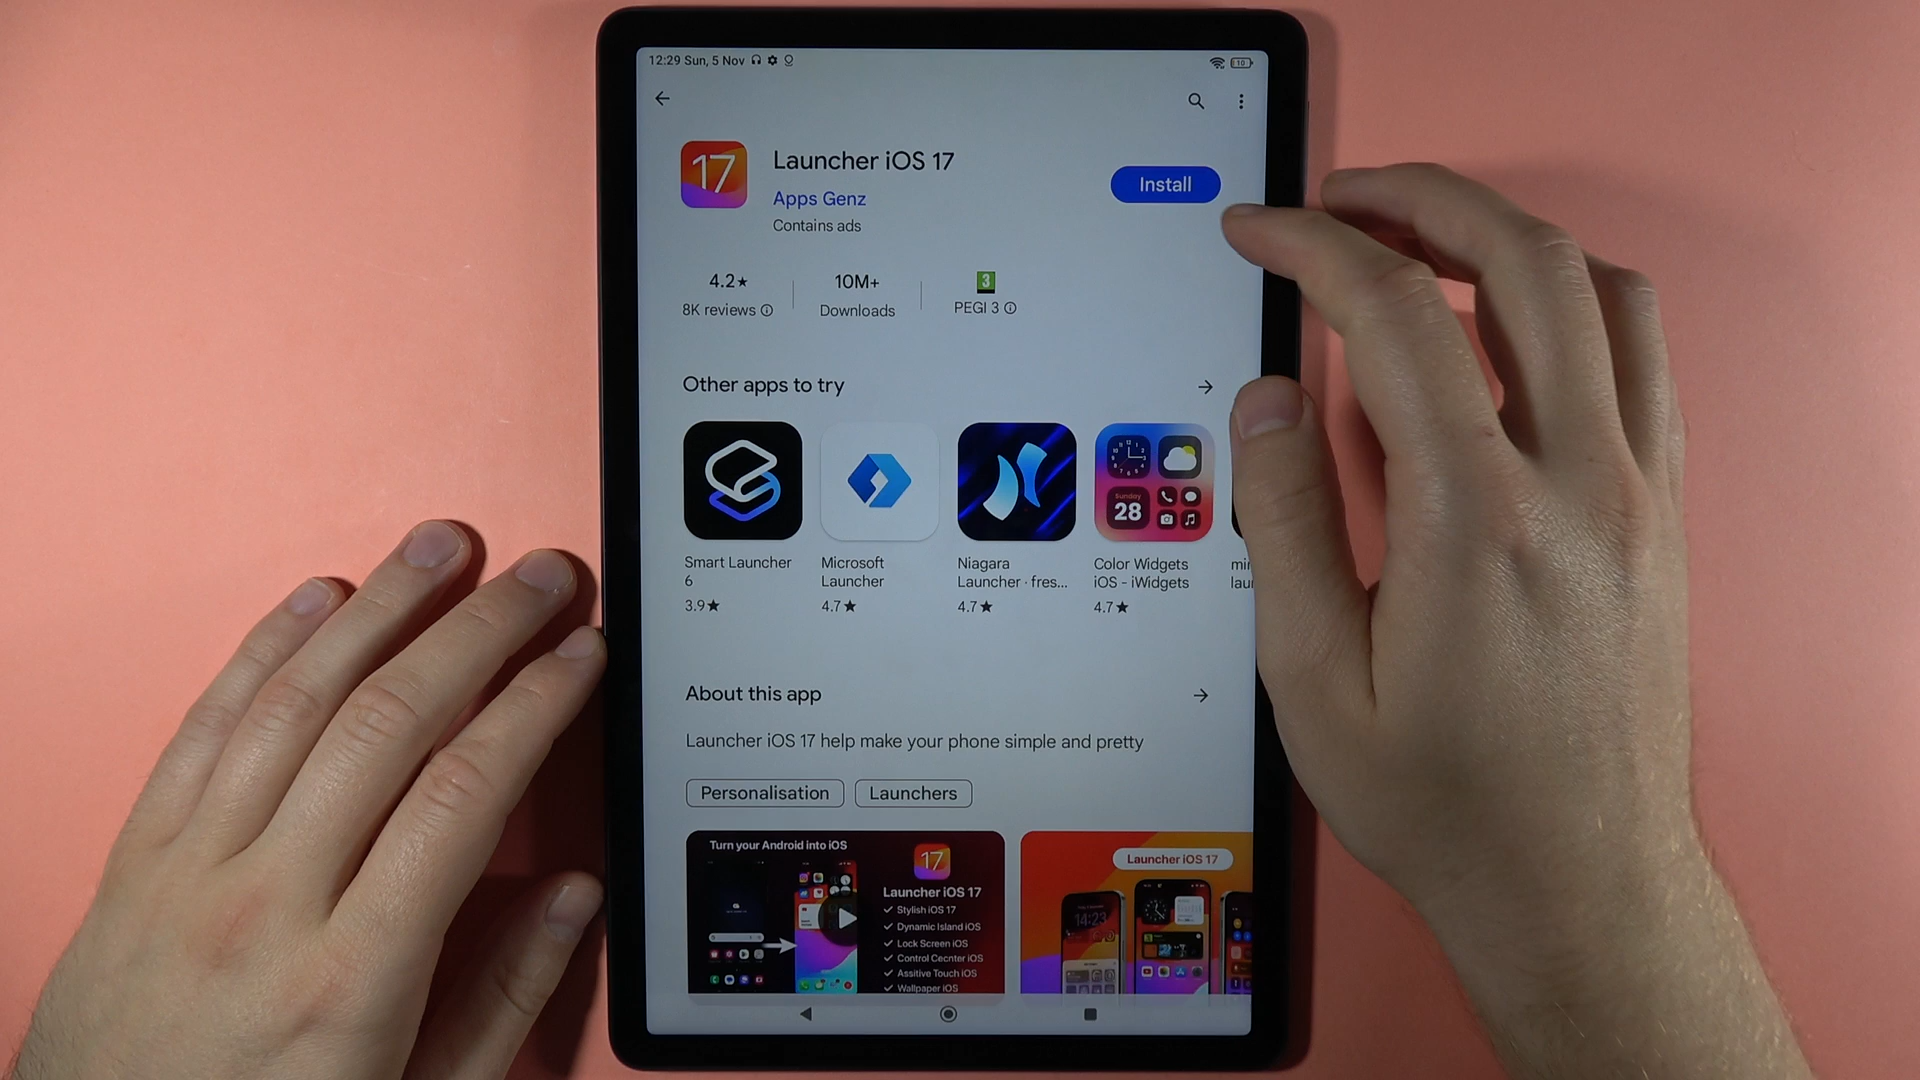 12:29 Sun, 5 Nov
10
17
Launcher iOS 17
Apps Genz
Contains ads
Install
4.2★
8K reviews
10M+
Downloads
3
PEGI 3
Other apps to try
Sunday
28
Smart Launcher
6
3.9★
Microsoft
Launcher
4.7★
Niagara
Launcher · fres...
4.7★
Color Widgets
iOS - iWidgets
4.7★
About this app
Launcher iOS 17 help make your phone simple and pretty
Personalisation
Launchers
Turn your Android into iOS
17
Launcher iOS 17
✓ Stylish iOS 17
✓ Dynamic Island iOS
✓ Lock Screen iOS
✓ Control Cecnter iOS
✓ Assitive Touch iOS
✓ Wallpaper iOS
Launcher iOS 17
14:23